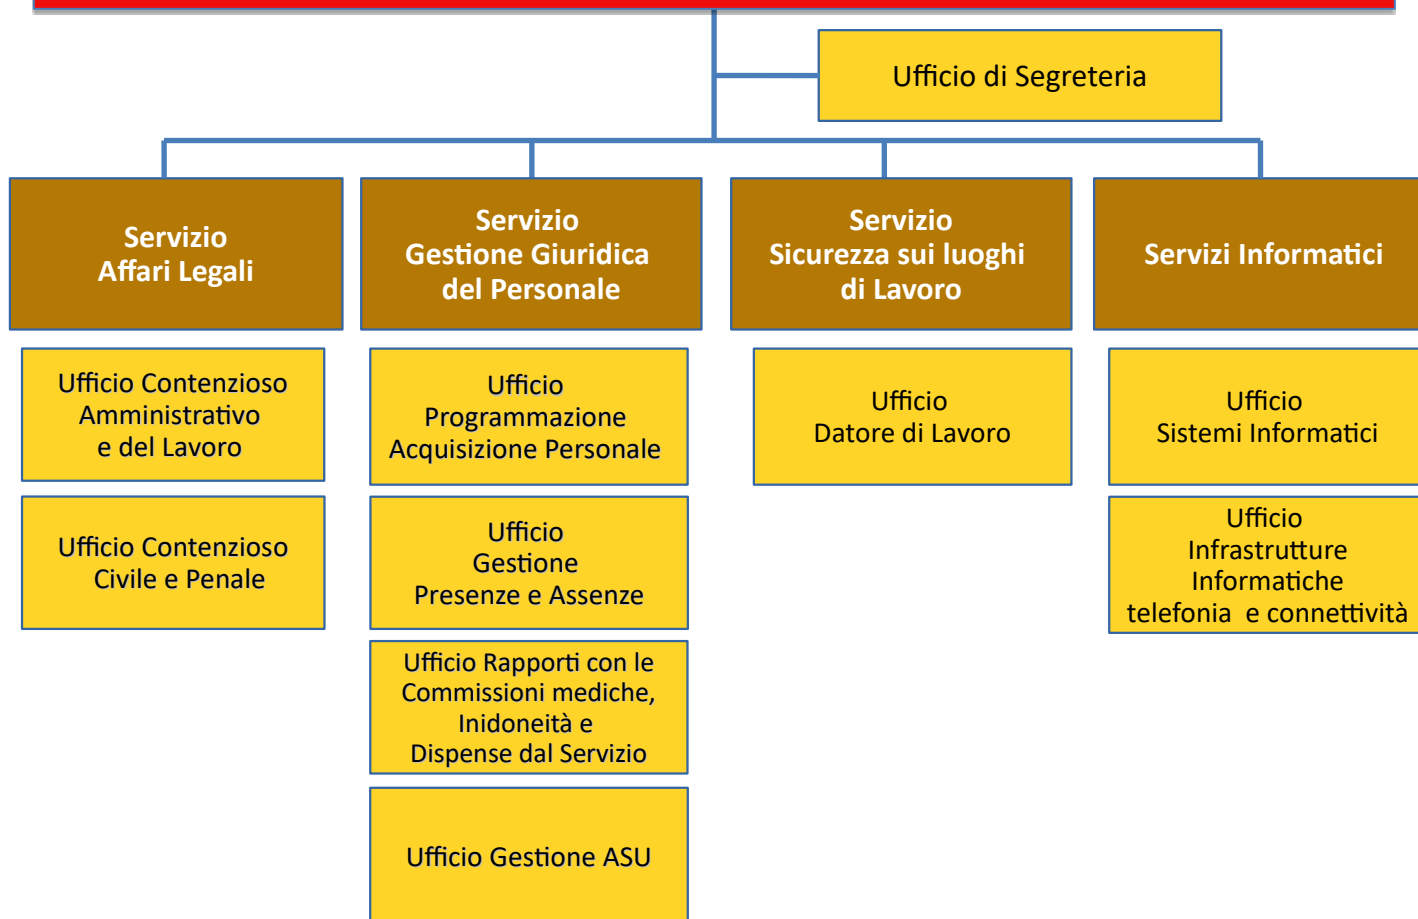 Ufficio di Segreteria
Servizio
Affari Legali
Servizio
Gestione Giuridica
del Personale
Servizio
Sicurezza sui luoghi
di Lavoro
Servizi Informatici
Ufficio Contenzioso
Amministrativo
e del Lavoro
Ufficio Contenzioso
Civile e Penale
Ufficio
Programmazione
Acquisizione Personale
Ufficio
Gestione
Presenze e Assenze
Ufficio Rapporti con le
Commissioni mediche,
Inidoneità e
Dispense dal Servizio
Ufficio Gestione ASU
Ufficio
Datore di Lavoro
Ufficio
Sistemi Informatici
Ufficio
Infrastrutture
Informatiche
telefonia  e connettività